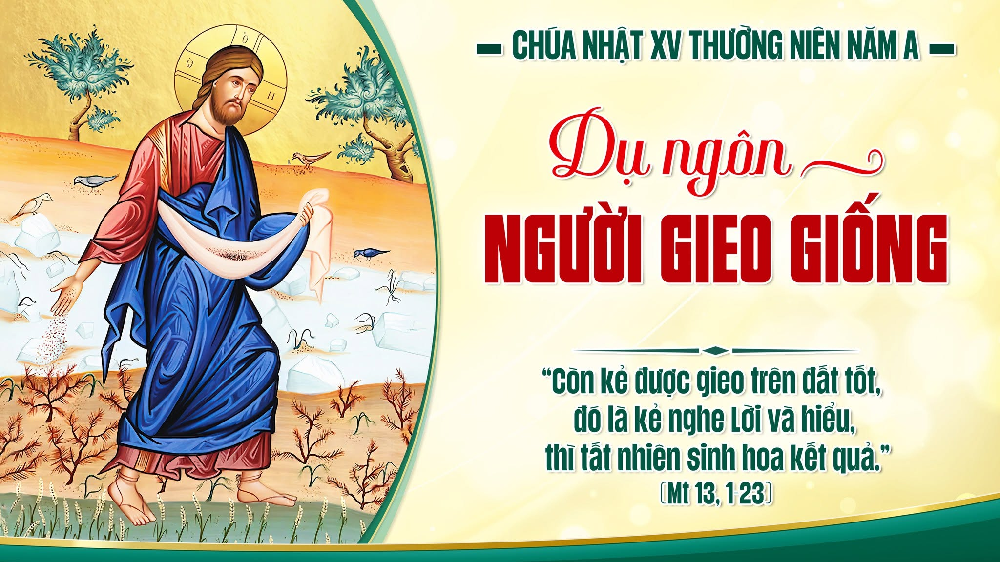 Ὁ
ὤ
Η
CHÚA NHẬT XV THƯỜNG NIÊN NĂM A
Dụ ngôn
NGƯỜI GIEO GIỐNG
“Còn kẻ được gieo trên đất tốt,
đó là kẻ nghe Lời và hiểu,
thì tất nhiên sinh hoa kết quả.”
(Mt 13, 1-23)